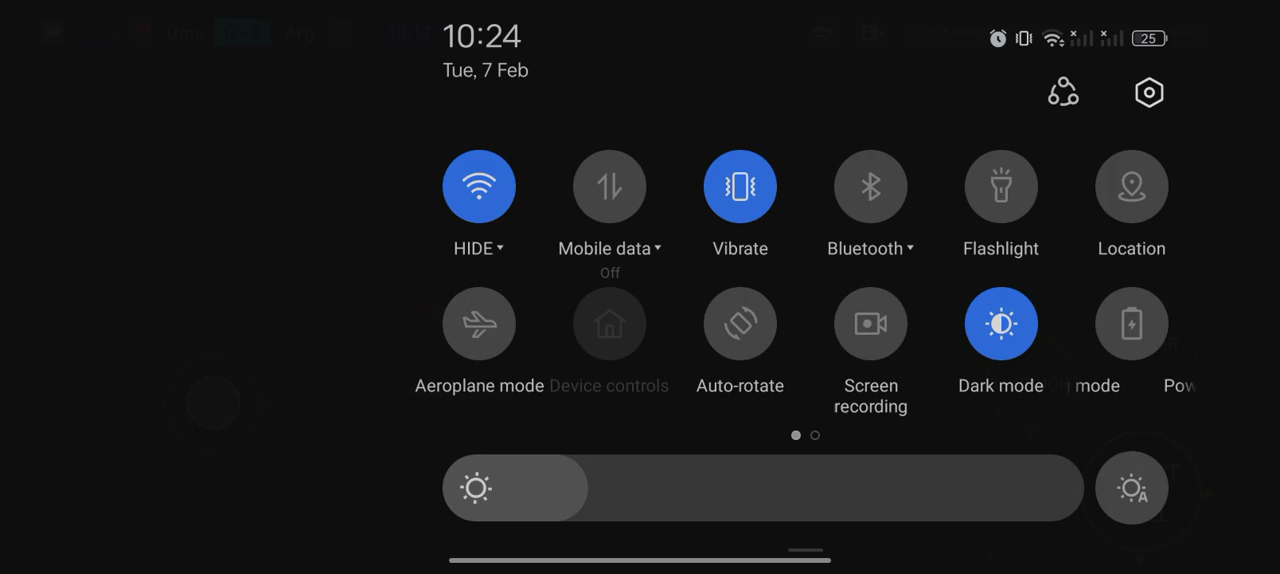 10:24
25
Tue, 7 Feb
HIDE
Mobile data
Off
Vibrate
Bluetooth
Flashlight
Location
Aeroplane mode
Device controls
Auto-rotate
Screen
recording
Dark mode
mode
Pow
A